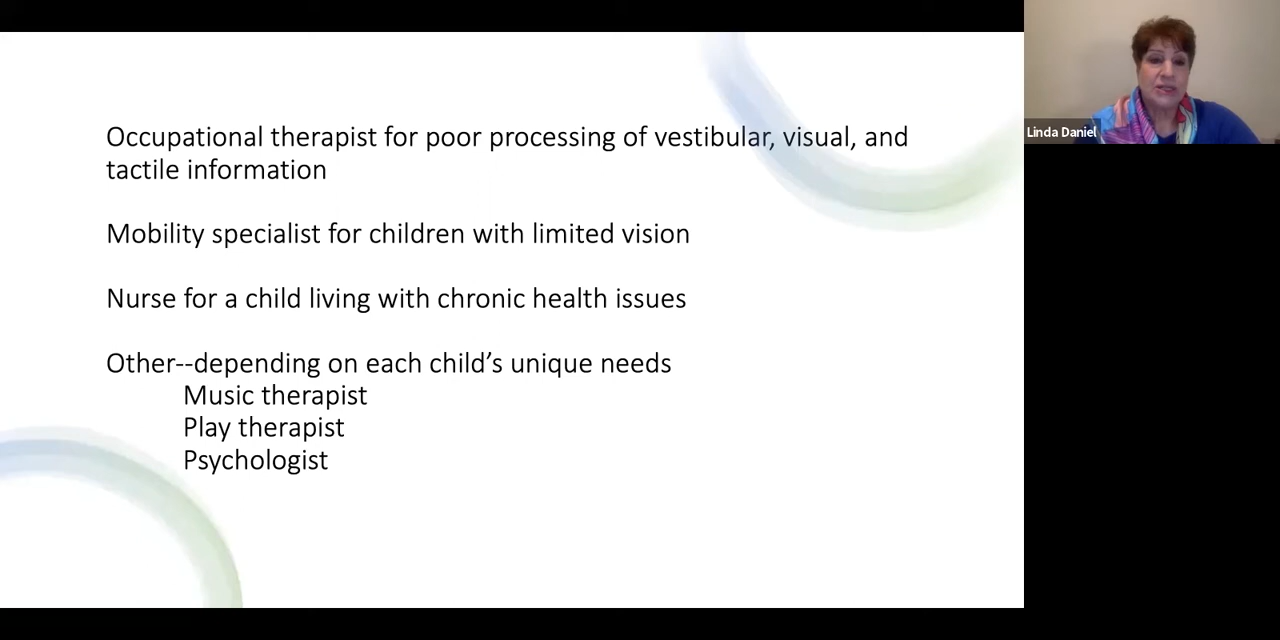 Occupational therapist for poor processing of vestibular, visual, and
tactile information
Mobility specialist for children with limited vision
Nurse for a child living with chronic health issues
Other--depending on each child’s unique needs
Music therapist
Play therapist
Psychologist
Linda Daniel